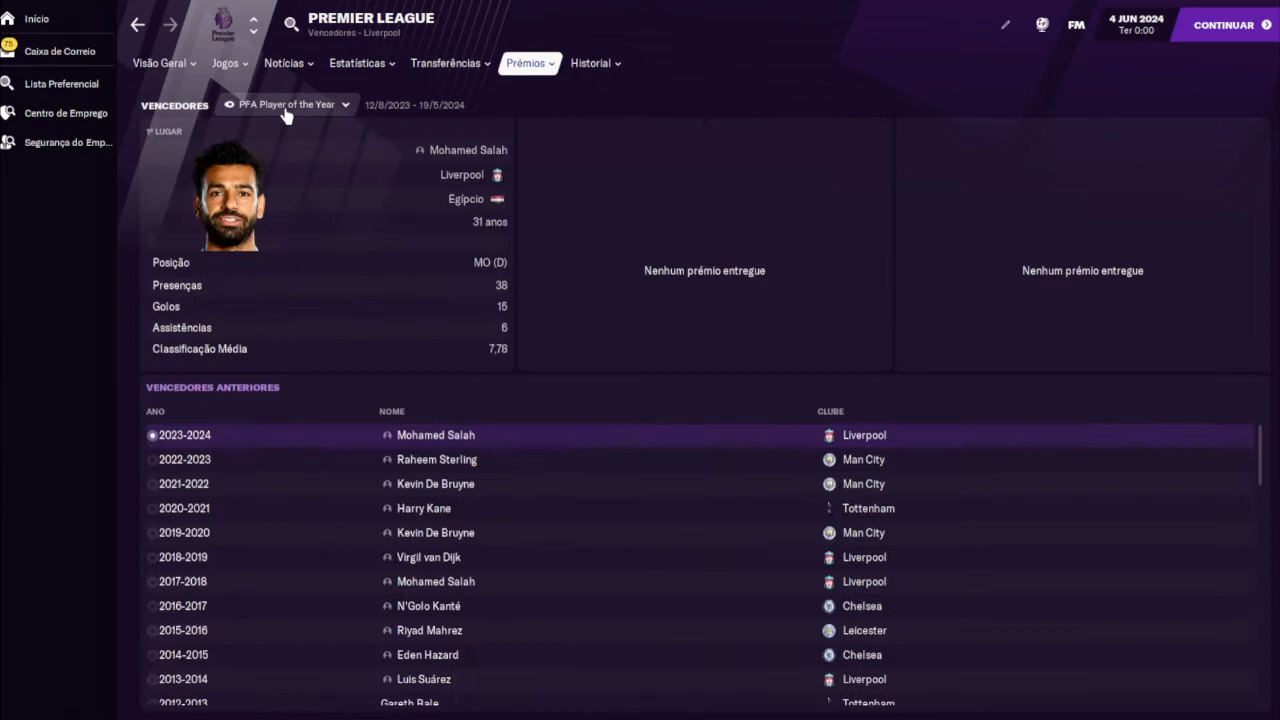 Início
75
Caixa de Correio
Lista Preferencial
Centro de Emprego
Segurança do Emp...
Premier League
PREMIER LEAGUE
Vencedores - Liverpool
FM
4 JUN 2024
Ter 0:00
CONTINUAR
Visão Geral
Jogos
Notícias
Estatísticas
Transferências
Prémios
Historial
VENCEDORES
PFA Player of the Year
12/8/2023 - 19/5/2024
1º LUGAR
Mohamed Salah
Liverpool
Egípcio
31 anos
Posição MO (D)
Presenças 38
Golos 15
Assistências 6
Classificação Média 7,78
Nenhum prémio entregue
Nenhum prémio entregue
VENCEDORES ANTERIORES
ANO NOME CLUBE
2023-2024 Mohamed Salah Liverpool
2022-2023 Raheem Sterling Man City
2021-2022 Kevin De Bruyne Man City
2020-2021 Harry Kane Tottenham
2019-2020 Kevin De Bruyne Man City
2018-2019 Virgil van Dijk Liverpool
2017-2018 Mohamed Salah Liverpool
2016-2017 N'Golo Kanté Chelsea
2015-2016 Riyad Mahrez Leicester
2014-2015 Eden Hazard Chelsea
2013-2014 Luis Suárez Liverpool
2012-2013 Gareth Bale Tottenham